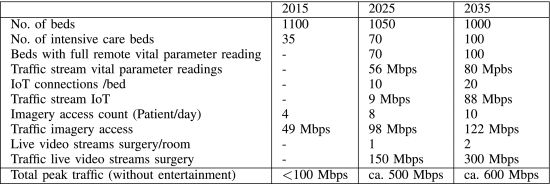 2015 2025 2035
No. of beds 1100 1050 1000
No. of intensive care beds 35 70 100
Beds with full remote vital parameter reading - 70 100
Traffic stream vital parameter readings - 56 Mbps 80 Mpbs
IoT connections /bed - 10 20
Traffic stream IoT - 9 Mbps 88 Mbps
Imagery access count (Patient/day) 4 8 10
Traffic imagery access 49 Mbps 98 Mbps 122 Mbps
Live video streams surgery/room - 1 2
Traffic live video streams surgery - 150 Mbps 300 Mbps
Total peak traffic (without entertainment) <100 Mbps ca. 500 Mbps ca. 600 Mbps